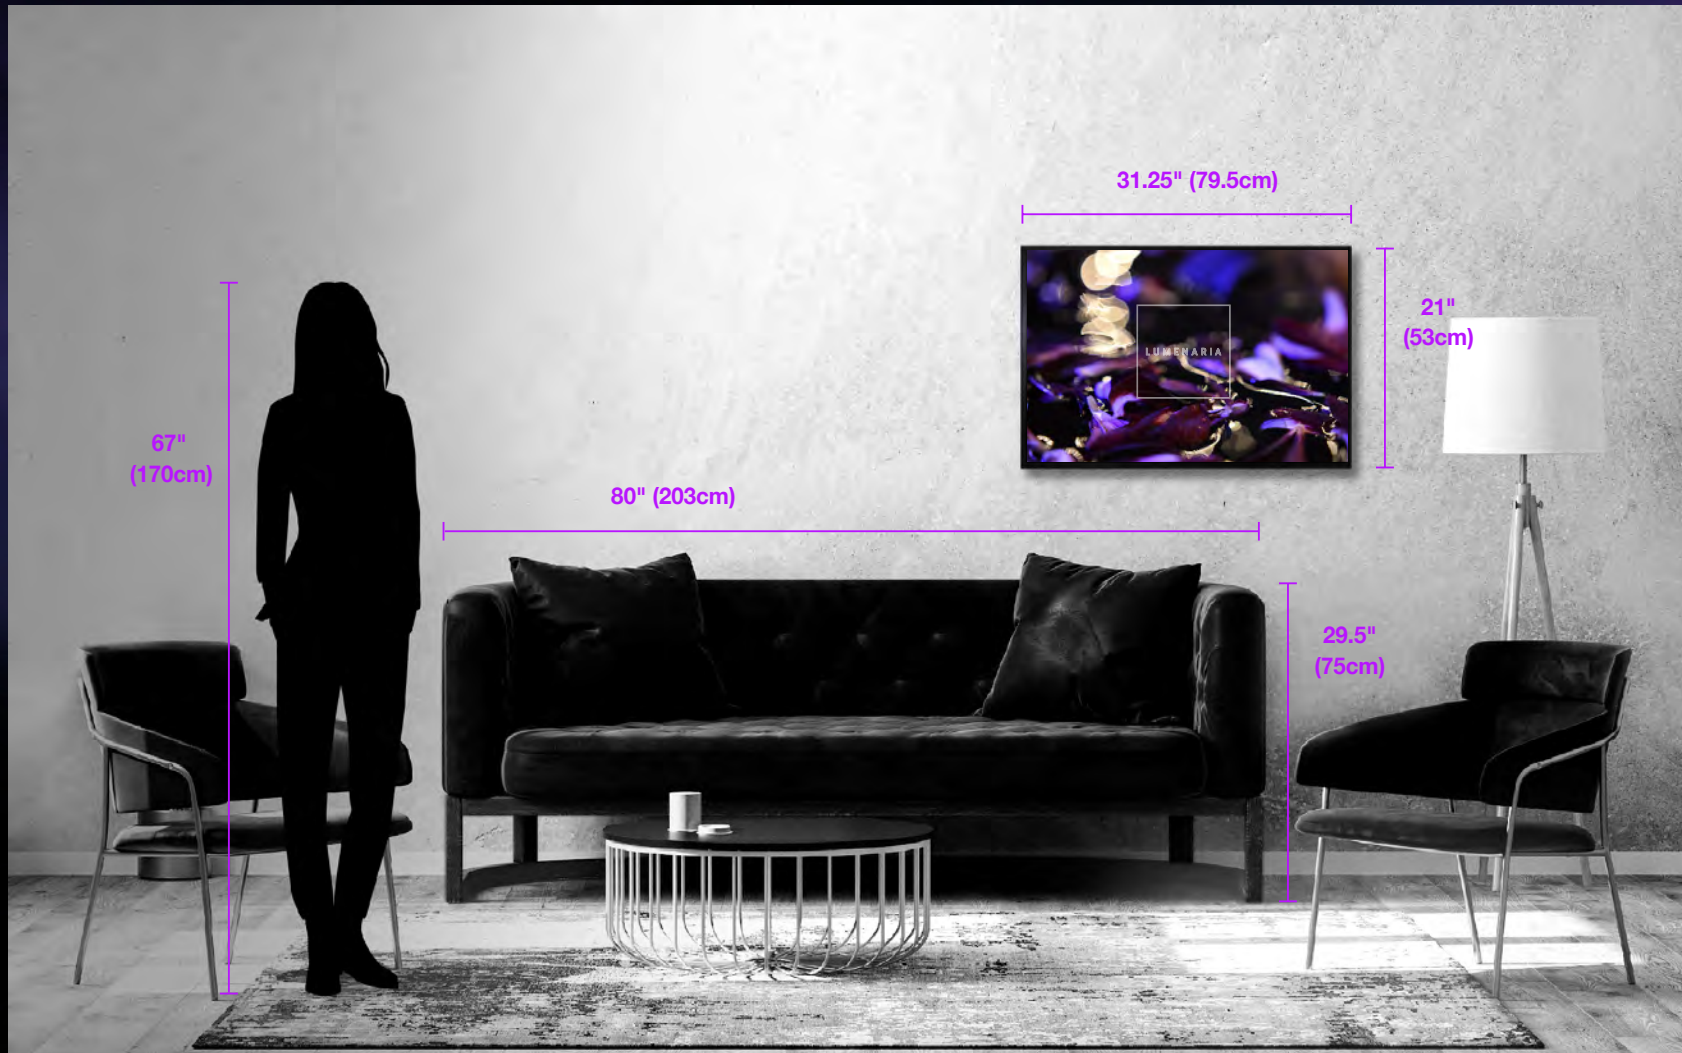 31.25" (79.5cm)
21"
(53cm)
LUMENARIA
67"
(170cm)
80" (203cm)
29.5"
(75cm)